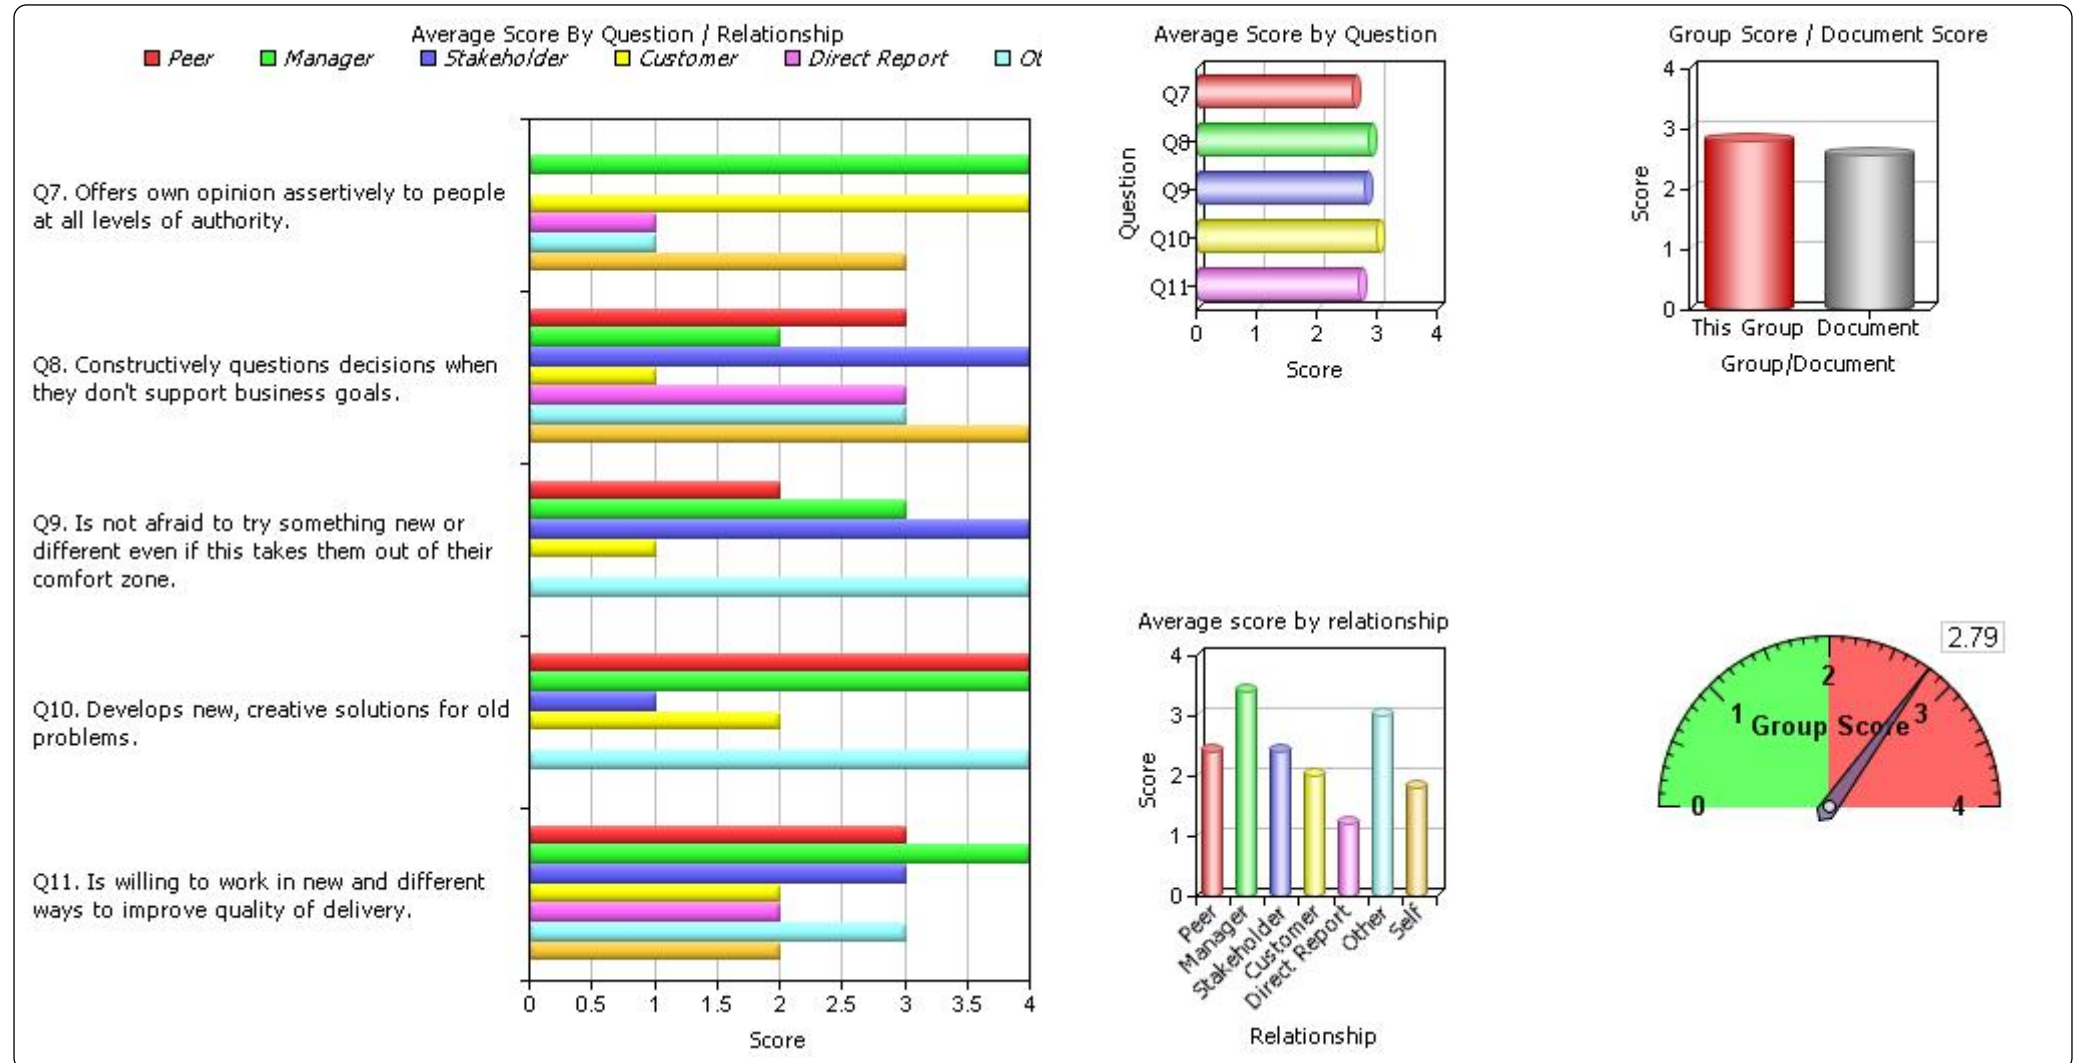 Average Score By Question / Relationship
Peer Manager Stakeholder Customer Direct Report
Q7. Offers own opinion assertively to people
at all levels of authority.
Q8. Constructively questions decisions when
they don't support business goals.
Q9. Is not afraid to try something new or
different even if this takes them out of their
comfort zone.
Q10. Develops new, creative solutions for old
problems.
Q11. Is willing to work in new and different
ways to improve quality of delivery.
0 0.5 1 1.5 2 2.5 3 3.5 4
Score
Average Score by Question
Question
Q7
Q8
Q9
Q10
Q11
0 1 2 3 4
Score
Group Score / Document Score
Score
4
3
2
1
0
This Group Document
Group/Document
Average score by relationship
Score
4
3
2
1
0
Peer
Manager
Stakeholder
Customer
Direct Report
Other
Self
Relationship
2.79
0 1 2 3 4
Group Score